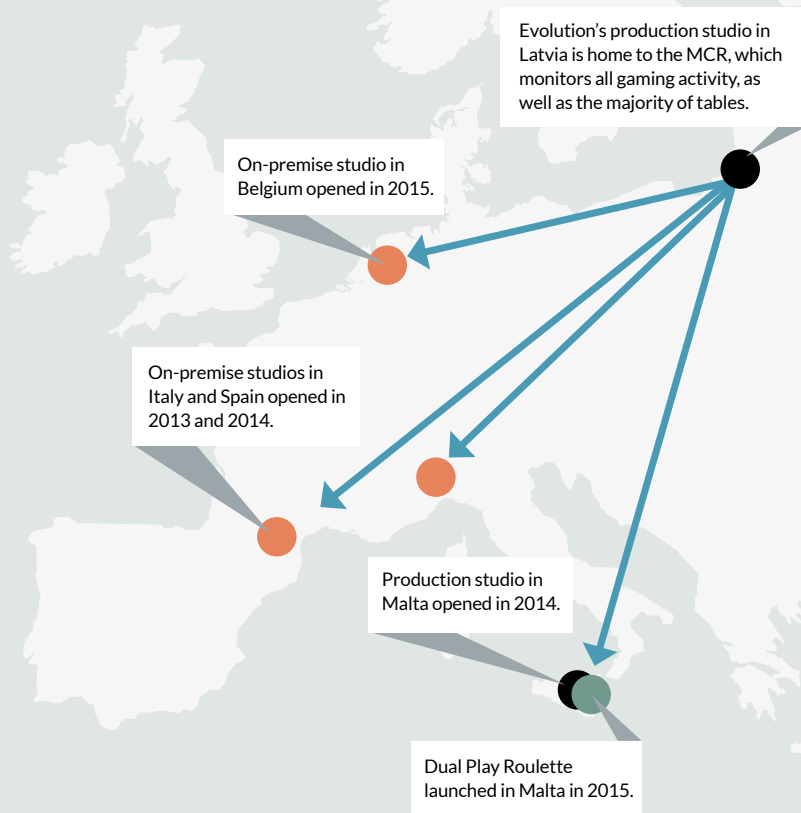 Evolution’s production studio in
Latvia is home to the MCR, which
monitors all gaming activity, as
well as the majority of tables.
On-premise studio in
Belgium opened in 2015.
On-premise studios in
Italy and Spain opened in
2013 and 2014.
Production studio in
Malta opened in 2014.
Dual Play Roulette
launched in Malta in 2015.